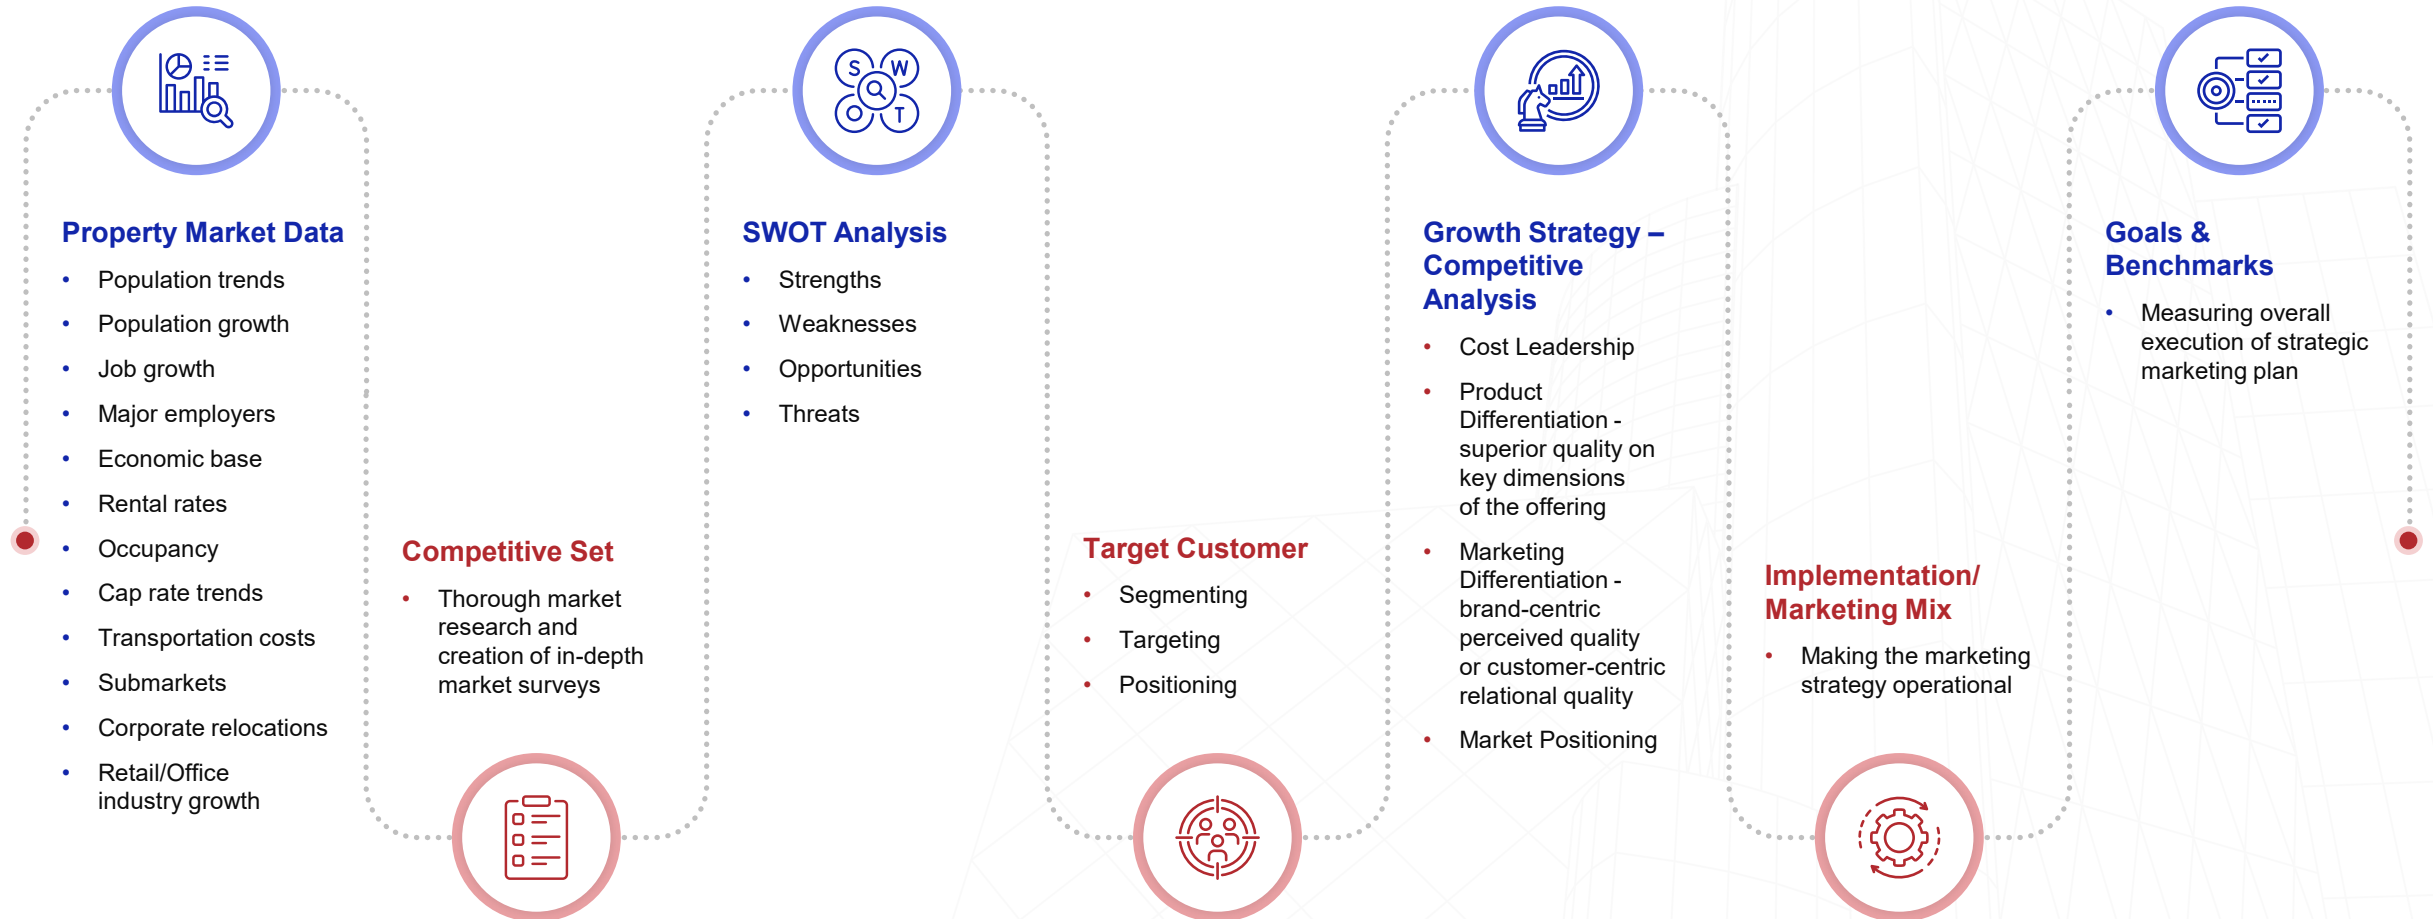 S W
O T
Property Market Data
• Population trends
• Population growth
• Job growth
• Major employers
• Economic base
• Rental rates
• Occupancy
• Cap rate trends
• Transportation costs
• Submarkets
• Corporate relocations
• Retail/Office
industry growth
Competitive Set
• Thorough market
research and
creation of in-depth
market surveys
SWOT Analysis
• Strengths
• Weaknesses
• Opportunities
• Threats
Target Customer
• Segmenting
• Targeting
• Positioning
Growth Strategy –
Competitive
Analysis
• Cost Leadership
• Product
Differentiation -
superior quality on
key dimensions
of the offering
• Marketing
Differentiation -
brand-centric
perceived quality
or customer-centric
relational quality
• Market Positioning
Implementation/
Marketing Mix
• Making the marketing
strategy operational
Goals &
Benchmarks
• Measuring overall
execution of strategic
marketing plan